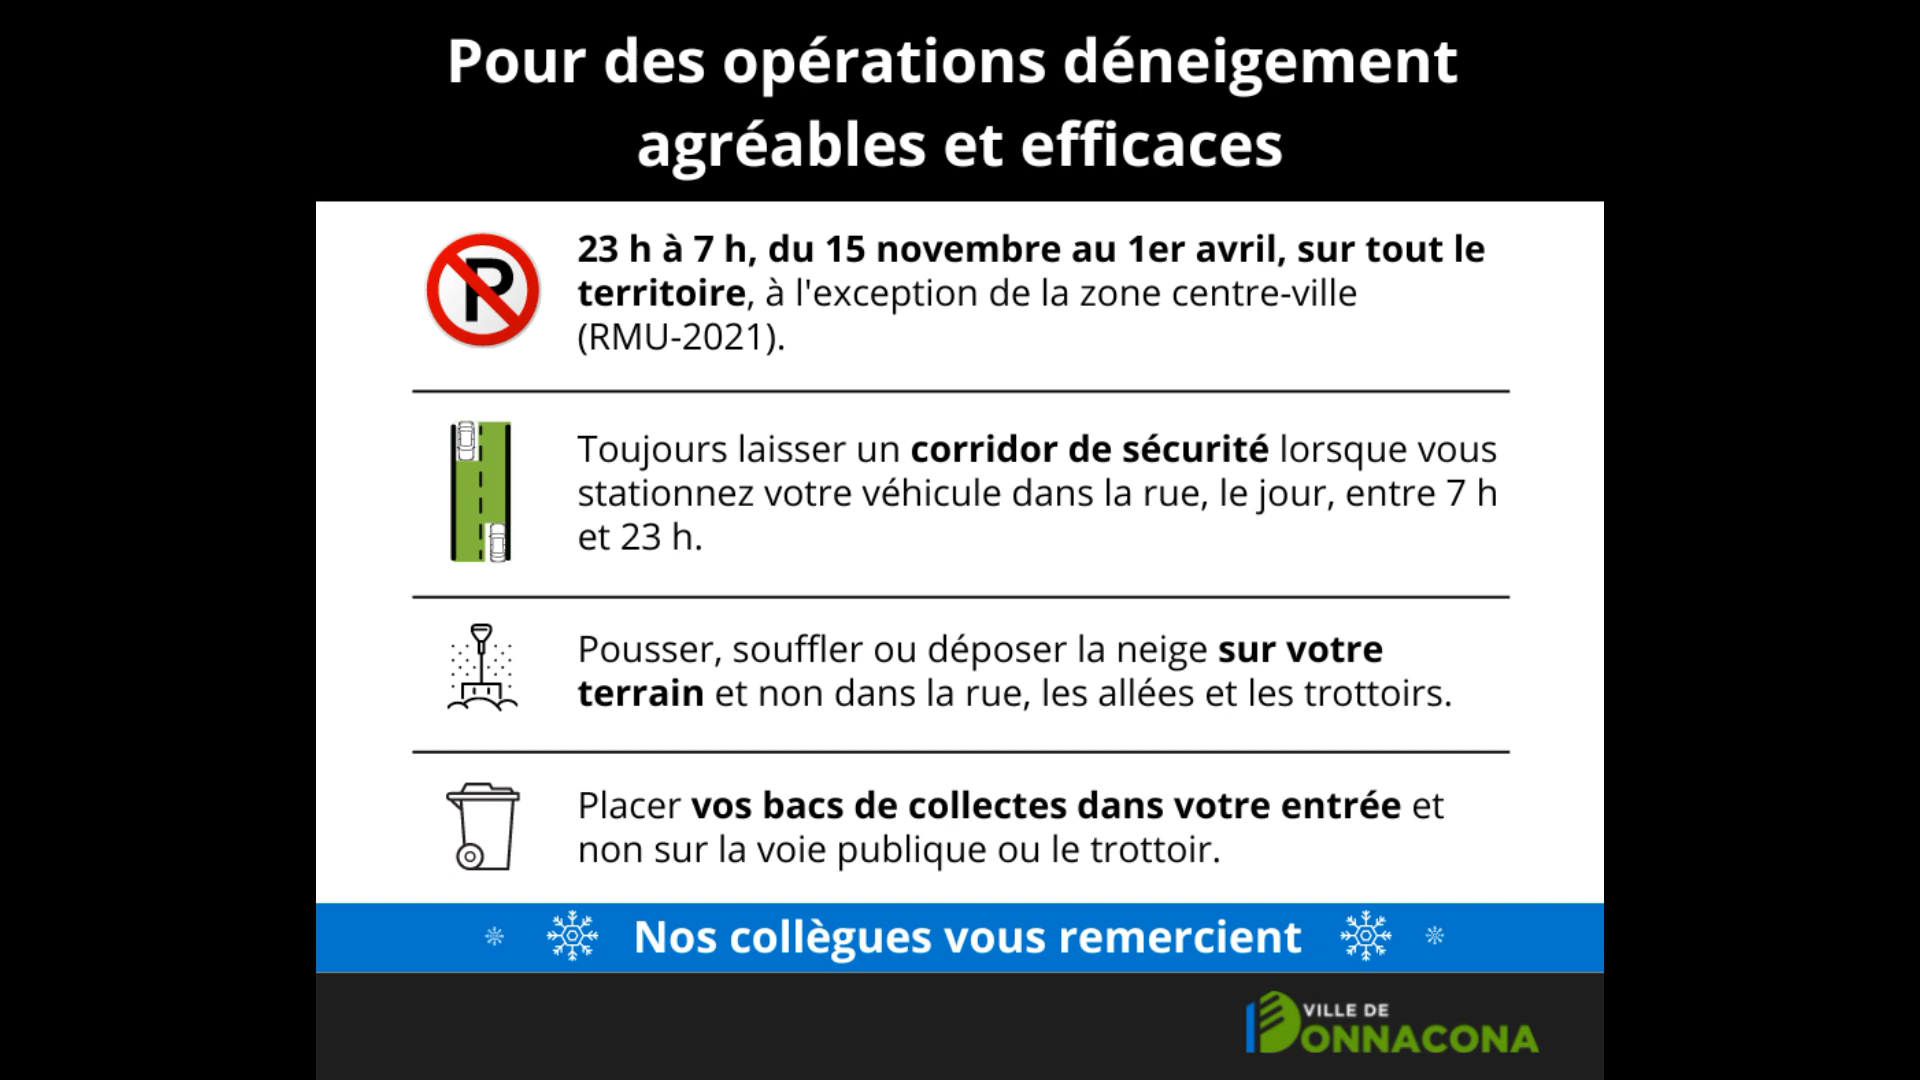 Pour des opérations déneigement
agréables et efficaces
P
23 h à 7 h, du 15 novembre au 1er avril, sur tout le
territoire, à l'exception de la zone centre-ville
(RMU-2021).
Toujours laisser un corridor de sécurité lorsque vous
stationnez votre véhicule dans la rue, le jour, entre 7 h
et 23 h.
Pousser, souffler ou déposer la neige sur votre
terrain et non dans la rue, les allées et les trottoirs.
Placer vos bacs de collectes dans votre entrée et
non sur la voie publique ou le trottoir.
Nos collègues vous remercient
VILLE DE
DONNACONA